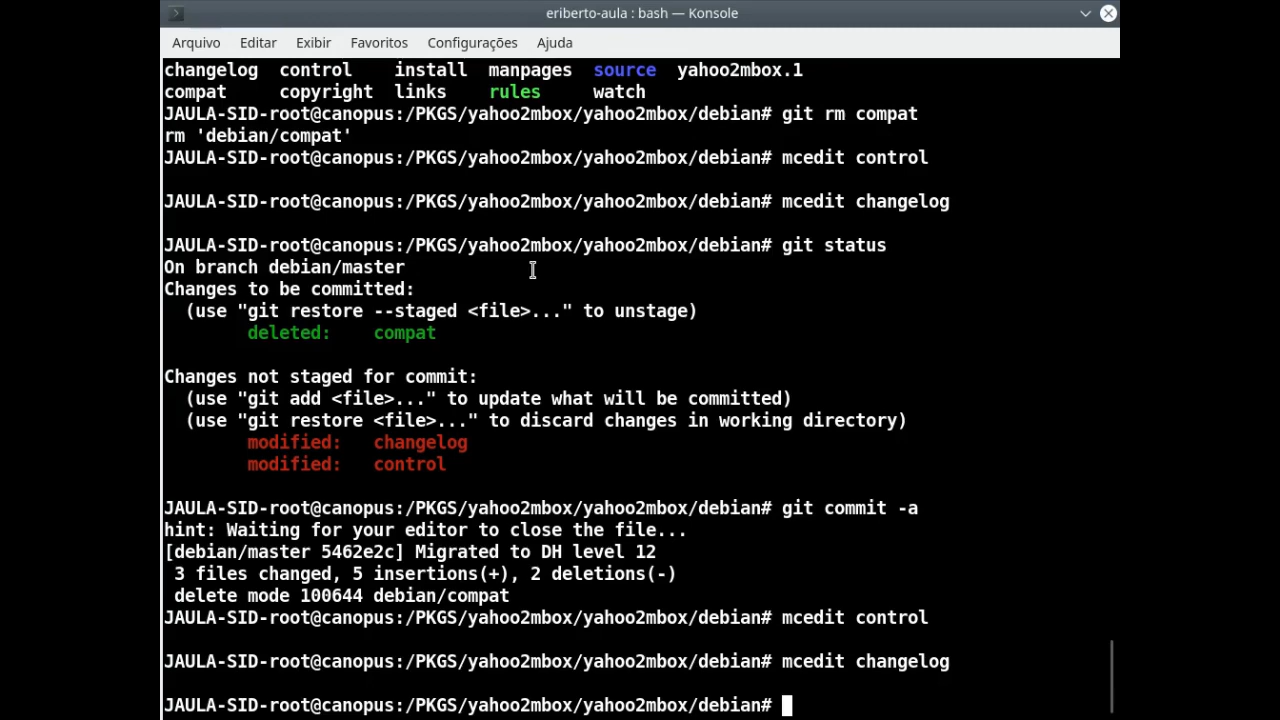 eriberto-aula : bash — Konsole
Arquivo Editar Exibir Favoritos Configurações Ajuda
changelog  control    install  manpages  source  yahoo2mbox.1
compat     copyright  links    rules     watch
JAULA-SID-root@canopus:/PKGS/yahoo2mbox/yahoo2mbox/debian# git rm compat
rm 'debian/compat'
JAULA-SID-root@canopus:/PKGS/yahoo2mbox/yahoo2mbox/debian# mcedit control
JAULA-SID-root@canopus:/PKGS/yahoo2mbox/yahoo2mbox/debian# mcedit changelog
JAULA-SID-root@canopus:/PKGS/yahoo2mbox/yahoo2mbox/debian# git status
On branch debian/master
Changes to be committed:
  (use "git restore --staged <file>..." to unstage)
        deleted:    compat
Changes not staged for commit:
  (use "git add <file>..." to update what will be committed)
  (use "git restore <file>..." to discard changes in working directory)
        modified:   changelog
        modified:   control
JAULA-SID-root@canopus:/PKGS/yahoo2mbox/yahoo2mbox/debian# git commit -a
hint: Waiting for your editor to close the file...
[debian/master 5462e2c] Migrated to DH level 12
 3 files changed, 5 insertions(+), 2 deletions(-)
 delete mode 100644 debian/compat
JAULA-SID-root@canopus:/PKGS/yahoo2mbox/yahoo2mbox/debian# mcedit control
JAULA-SID-root@canopus:/PKGS/yahoo2mbox/yahoo2mbox/debian# mcedit changelog
JAULA-SID-root@canopus:/PKGS/yahoo2mbox/yahoo2mbox/debian#